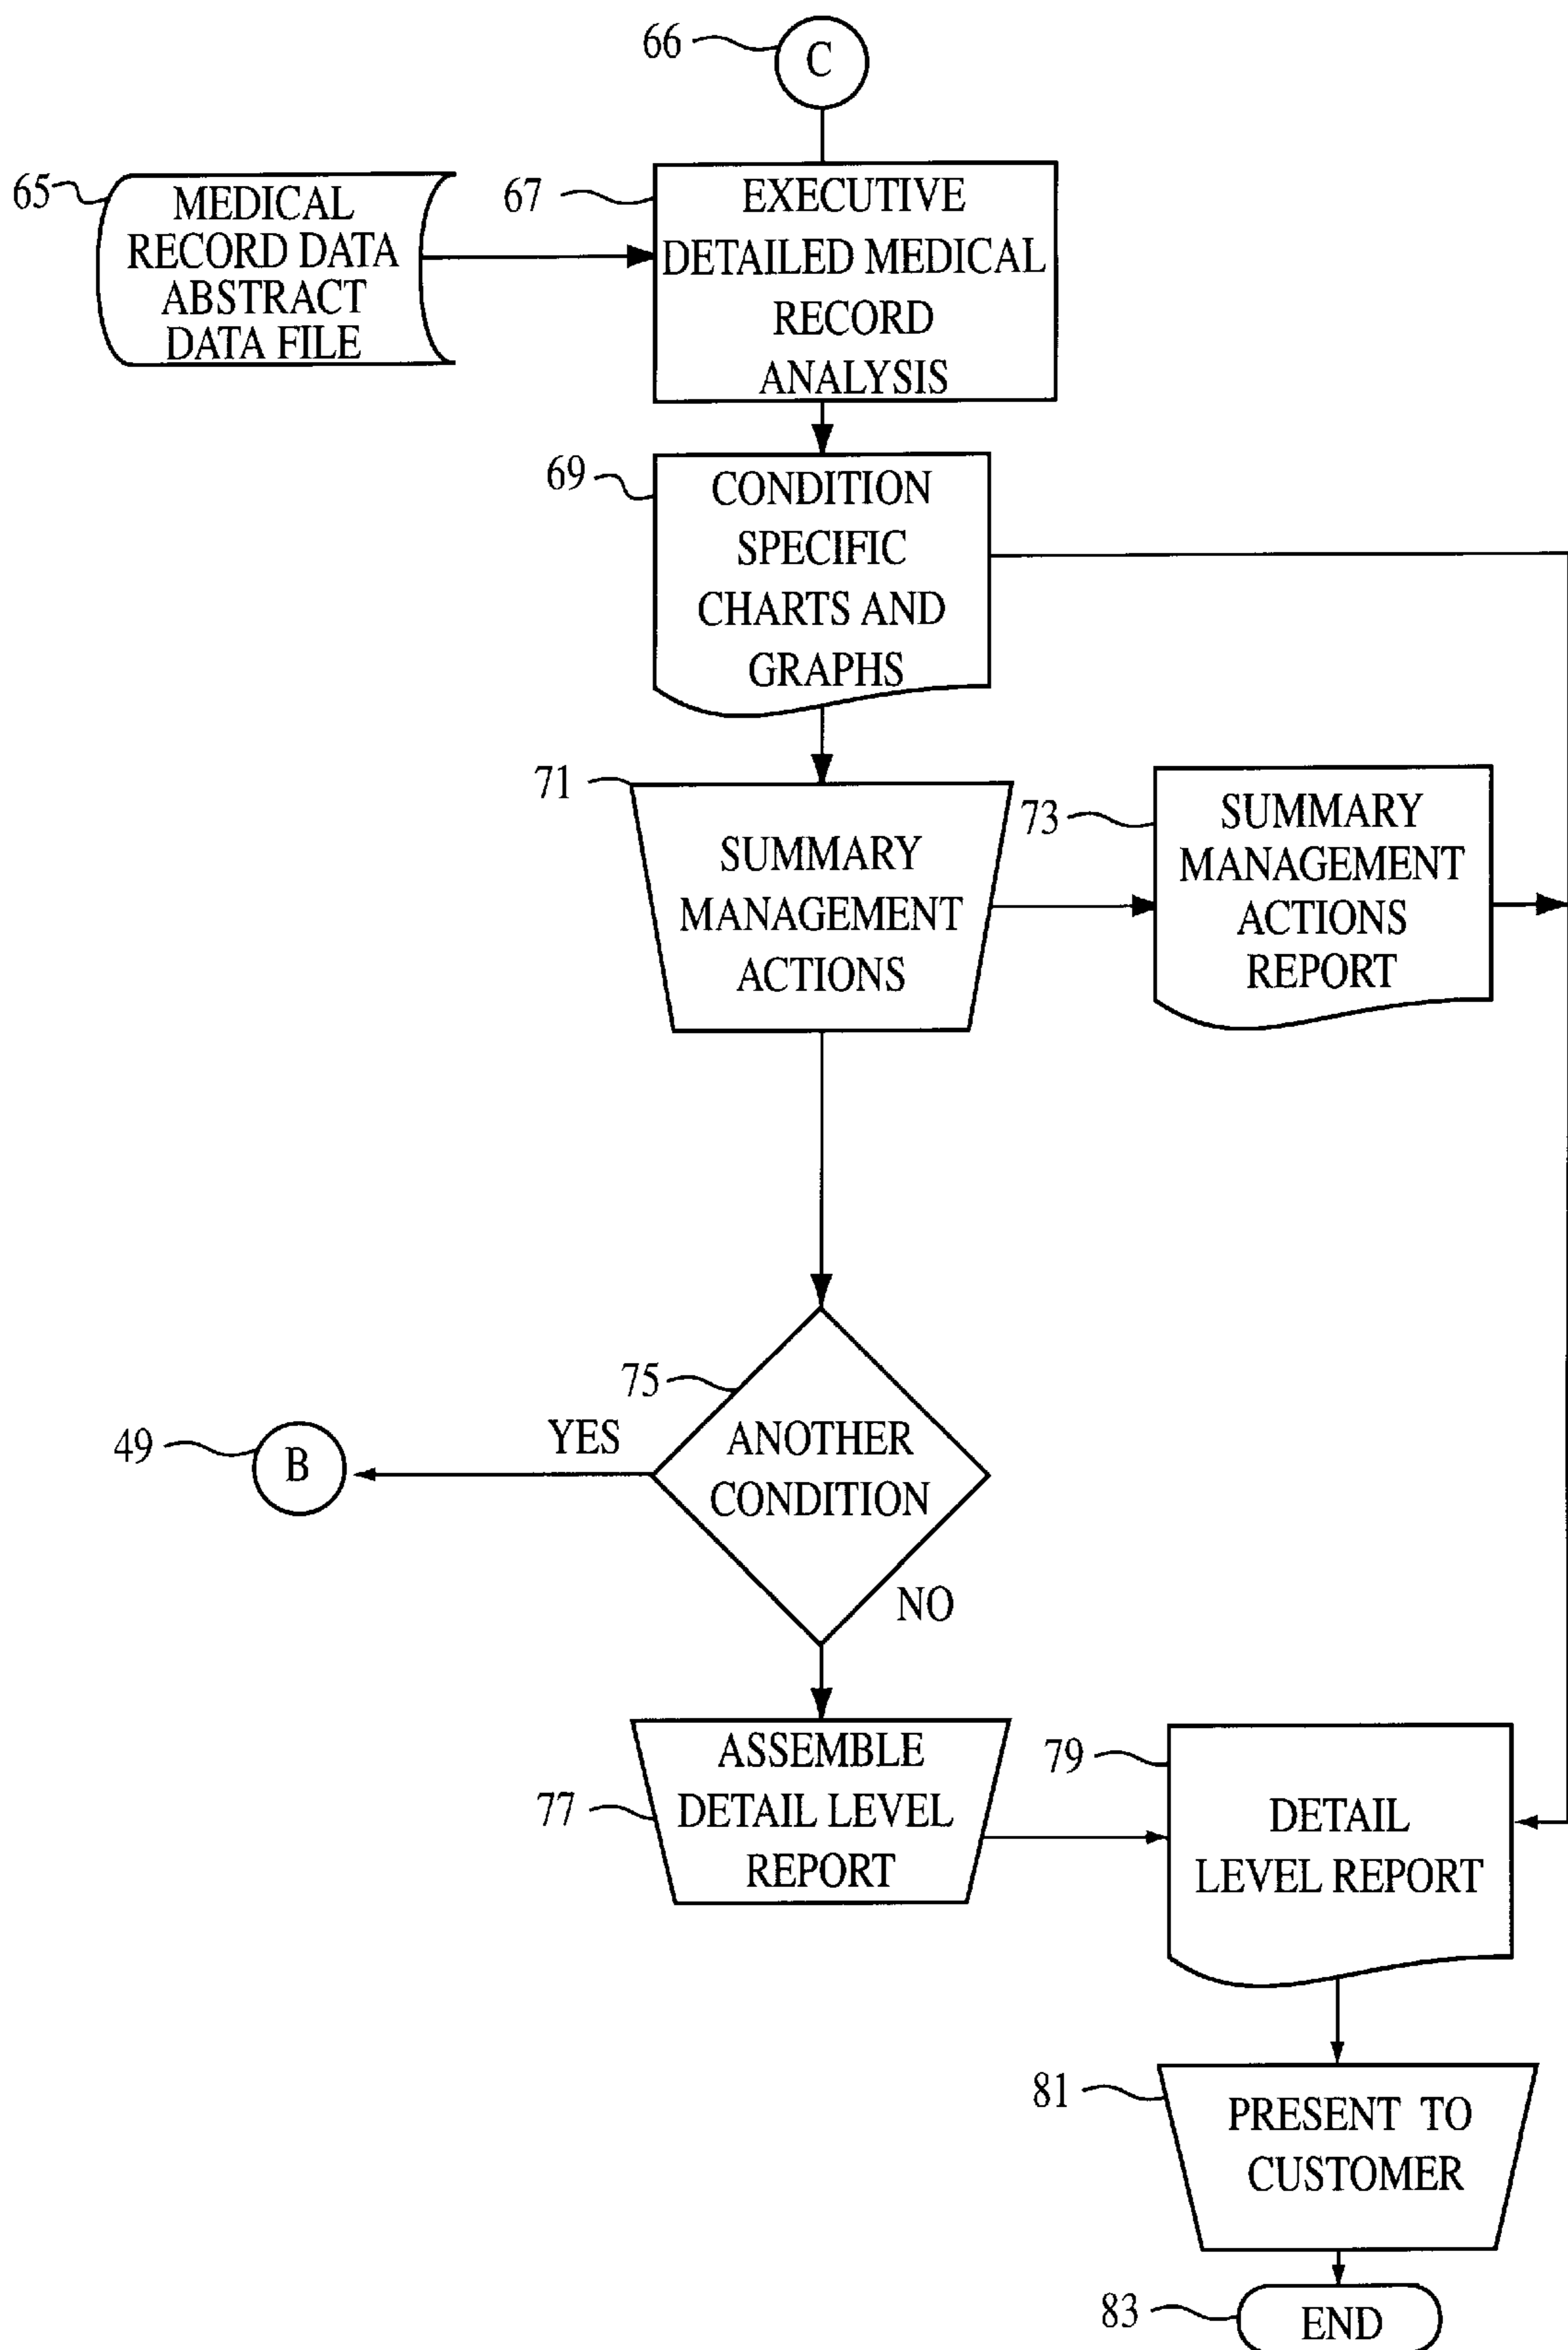 66
C
65
MEDICAL
RECORD DATA
ABSTRACT
DATA FILE
67
EXECUTIVE
DETAILED MEDICAL
RECORD
ANALYSIS
69
CONDITION
SPECIFIC
CHARTS AND
GRAPHS
71
SUMMARY
MANAGEMENT
ACTIONS
73
SUMMARY
MANAGEMENT
ACTIONS
REPORT
75
ANOTHER
CONDITION
YES
49
B
NO
77
ASSEMBLE
DETAIL LEVEL
REPORT
79
DETAIL
LEVEL REPORT
81
PRESENT TO
CUSTOMER
83
END